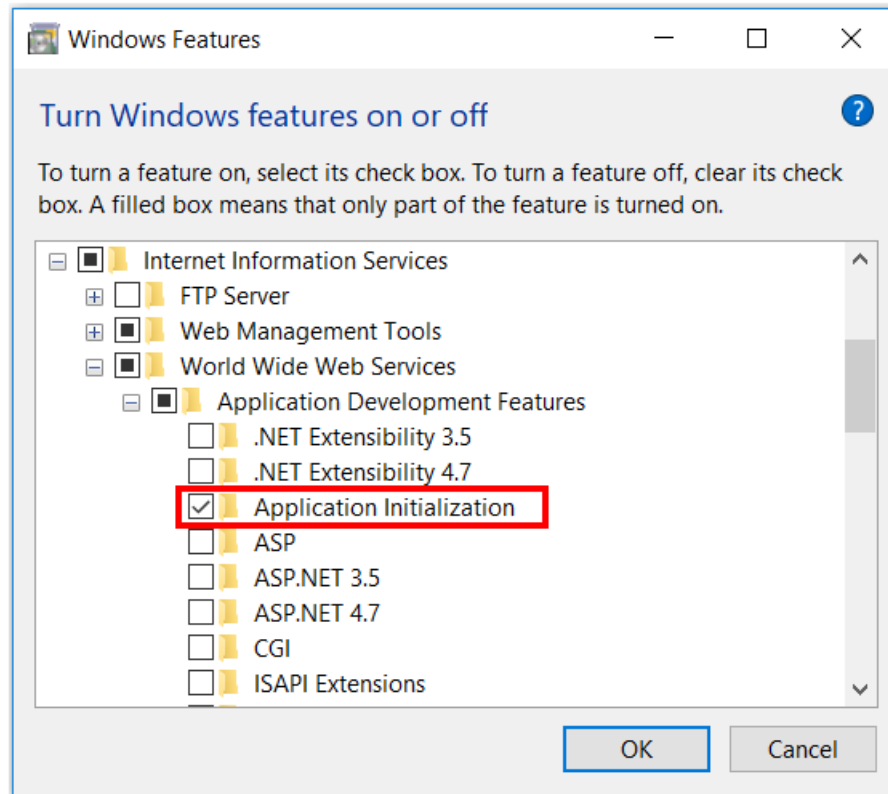 Windows Features
Turn Windows features on or off
?
To turn a feature on, select its check box. To turn a feature off, clear its check
box. A filled box means that only part of the feature is turned on.
Internet Information Services
FTP Server
Web Management Tools
World Wide Web Services
Application Development Features
.NET Extensibility 3.5
.NET Extensibility 4.7
Application Initialization
ASP
ASP.NET 3.5
ASP.NET 4.7
CGI
ISAPI Extensions
OK
Cancel